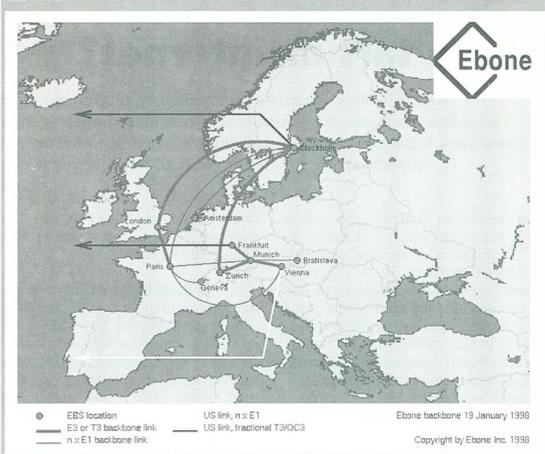 Ebone
Stockholm
London
Amsterdam
Frankfurt
Munich
Bratislava
Paris
Vienna
Zurich
Geneva
EBS location
US link, n x E1
Ebone backbone 19 January 1998
E3 or T3 backbone link
US link, fractional T3/OC3
n x E1 backbone link
Copyright by Ebone Inc. 1998